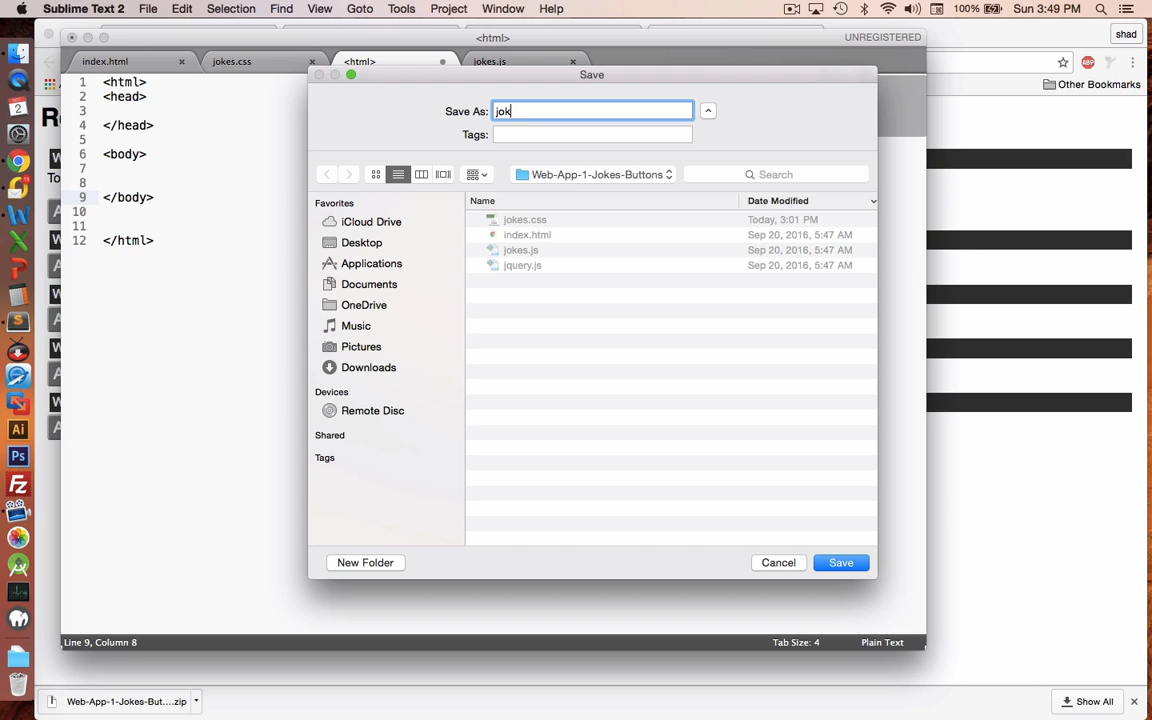 Sublime Text 2 File Edit Selection Find View Goto Tools Project Window Help
100% Sun 3:49 PM
<html>
UNREGISTERED
shad
index.html
jokes.css
<html>
jokes.js
Other Bookmarks
1 <html>
2 <head>
3
4 </head>
5
6 <body>
7
8
9 </body>
10
11
12 </html>
Save
Save As: jok
Tags:
Web-App-1-Jokes-Buttons
Search
Favorites
iCloud Drive
Desktop
Applications
Documents
OneDrive
Music
Pictures
Downloads
Devices
Remote Disc
Shared
Tags
Name Date Modified
jokes.css Today, 3:01 PM
index.html Sep 20, 2016, 5:47 AM
jokes.js Sep 20, 2016, 5:47 AM
jquery.js Sep 20, 2016, 5:47 AM
New Folder
Cancel
Save
Line 9, Column 8
Tab Size: 4
Plain Text
Web-App-1-Jokes-But....zip
Show All
2
W
To
A
Ai
Ps
Fz